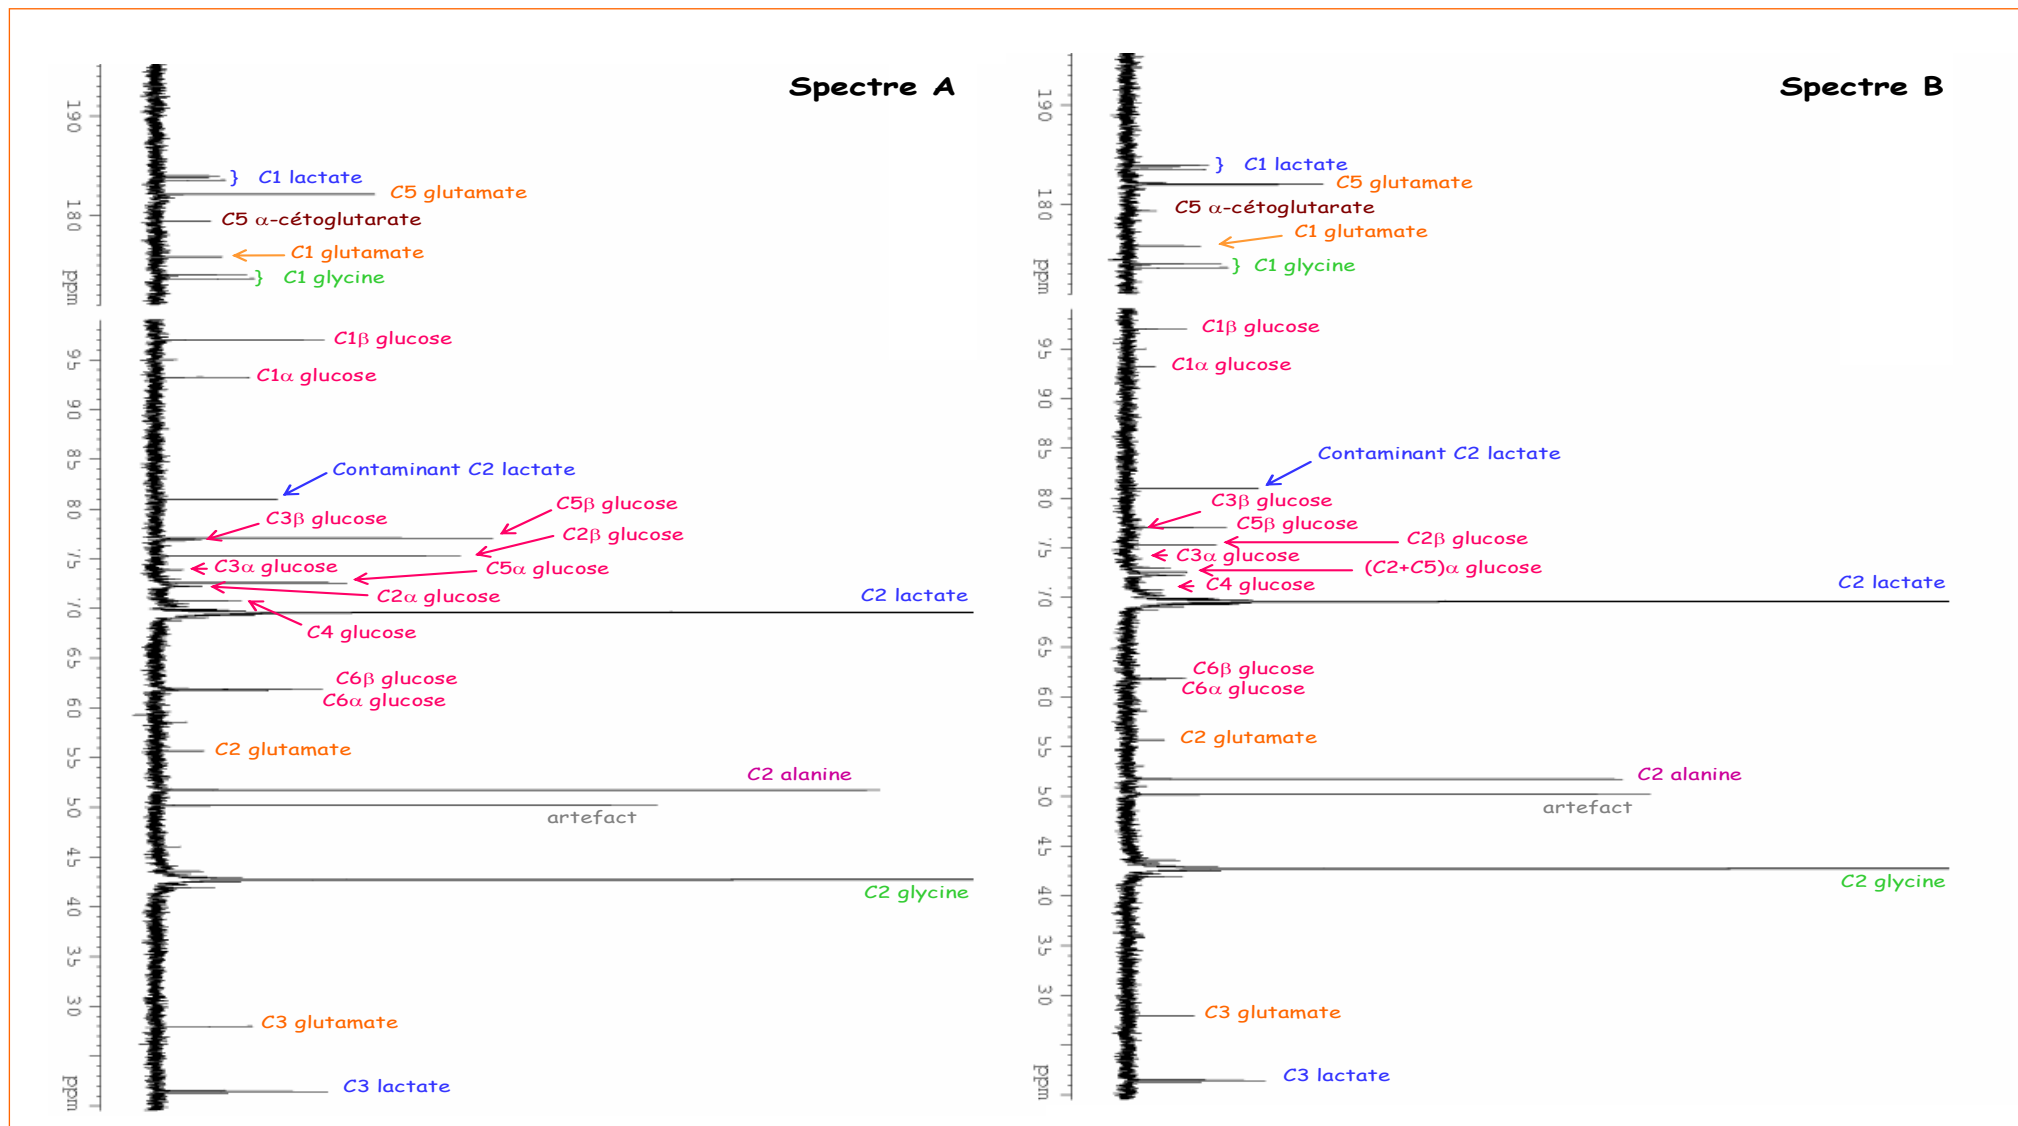 Spectre A
190
} C1 lactate
C5 glutamate
180
C5 α-cétoglutarate
C1 glutamate
ppm
} C1 glycine
C1β glucose
95
C1α glucose
90
85
Contaminant C2 lactate
80
C5β glucose
C3β glucose
C2β glucose
75
C3α glucose
C5α glucose
C2α glucose
C2 lactate
70
C4 glucose
65
C6β glucose
C6α glucose
60
C2 glutamate
55
C2 alanine
50
artefact
45
C2 glycine
40
35
30
C3 glutamate
C3 lactate
ppm
Spectre B
190
} C1 lactate
C5 glutamate
180
C5 α-cétoglutarate
C1 glutamate
ppm
} C1 glycine
C1β glucose
95
C1α glucose
90
85
Contaminant C2 lactate
80
C3β glucose
C5β glucose
C2β glucose
75
C3α glucose
(C2+C5)α glucose
C4 glucose
C2 lactate
70
65
C6β glucose
C6α glucose
60
C2 glutamate
55
C2 alanine
50
artefact
45
C2 glycine
40
35
30
C3 glutamate
C3 lactate
ppm